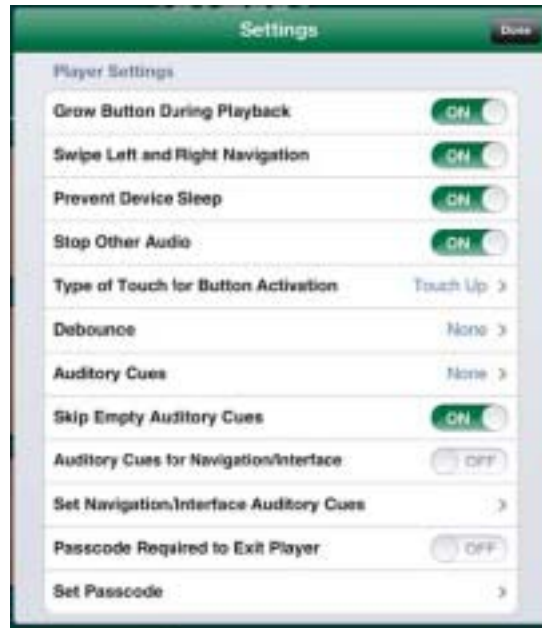 Settings
Done
Player Settings
Grow Button During Playback ON
Swipe Left and Right Navigation ON
Prevent Device Sleep ON
Stop Other Audio ON
Type of Touch for Button Activation Touch Up
Debounce None
Auditory Cues None
Skip Empty Auditory Cues ON
Auditory Cues for Navigation/Interface OFF
Set Navigation/Interface Auditory Cues
Passcode Required to Exit Player OFF
Set Passcode